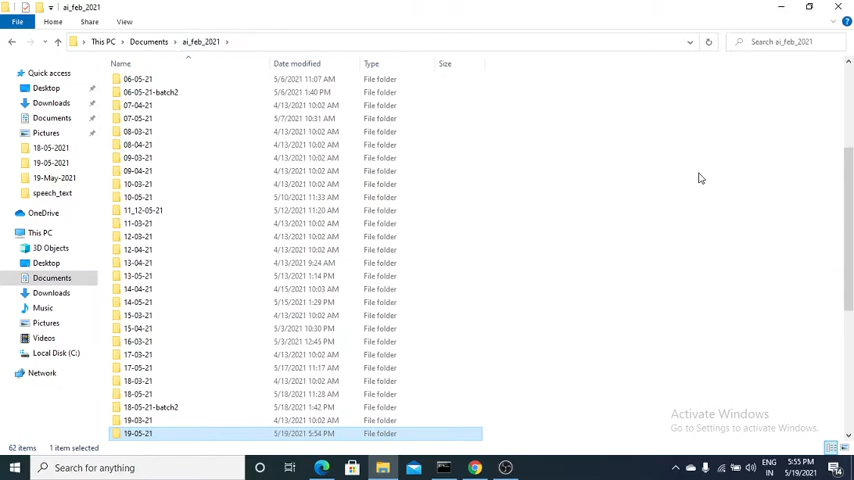 ai_feb_2021
File
Home
Share
View
This PC
Documents
ai_feb_2021
Search ai_feb_2021
Name
Date modified
Type
Size
Quick access
Desktop
Downloads
Documents
Pictures
18-05-2021
19-05-2021
19-May-2021
speech_text
OneDrive
This PC
3D Objects
Desktop
Documents
Downloads
Music
Pictures
Videos
Local Disk (C:)
Network
06-05-21 5/6/2021 11:07 AM File folder
06-05-21-batch2 5/6/2021 1:40 PM File folder
07-04-21 4/13/2021 10:02 AM File folder
07-05-21 5/7/2021 10:31 AM File folder
08-03-21 4/13/2021 10:02 AM File folder
08-04-21 4/13/2021 10:02 AM File folder
09-03-21 4/13/2021 10:02 AM File folder
09-04-21 4/13/2021 10:02 AM File folder
10-03-21 4/13/2021 10:02 AM File folder
10-05-21 5/10/2021 11:33 AM File folder
11_12-05-21 5/12/2021 11:20 AM File folder
11-03-21 4/13/2021 10:02 AM File folder
12-03-21 4/13/2021 10:02 AM File folder
12-04-21 4/13/2021 10:02 AM File folder
13-04-21 4/13/2021 9:24 AM File folder
13-05-21 5/13/2021 1:14 PM File folder
14-04-21 4/15/2021 10:03 AM File folder
14-05-21 5/15/2021 1:29 PM File folder
15-03-21 4/13/2021 10:02 AM File folder
15-04-21 5/3/2021 10:30 PM File folder
16-03-21 5/3/2021 12:45 PM File folder
17-03-21 4/13/2021 10:02 AM File folder
17-05-21 5/17/2021 11:17 AM File folder
18-03-21 4/13/2021 10:02 AM File folder
18-05-21 5/18/2021 11:28 AM File folder
18-05-21-batch2 5/18/2021 1:42 PM File folder
19-03-21 4/13/2021 10:02 AM File folder
19-05-21 5/19/2021 5:54 PM File folder
Activate Windows
Go to Settings to activate Windows.
62 items 1 item selected
Search for anything
ENG
IN
5:55 PM
5/19/2021
14